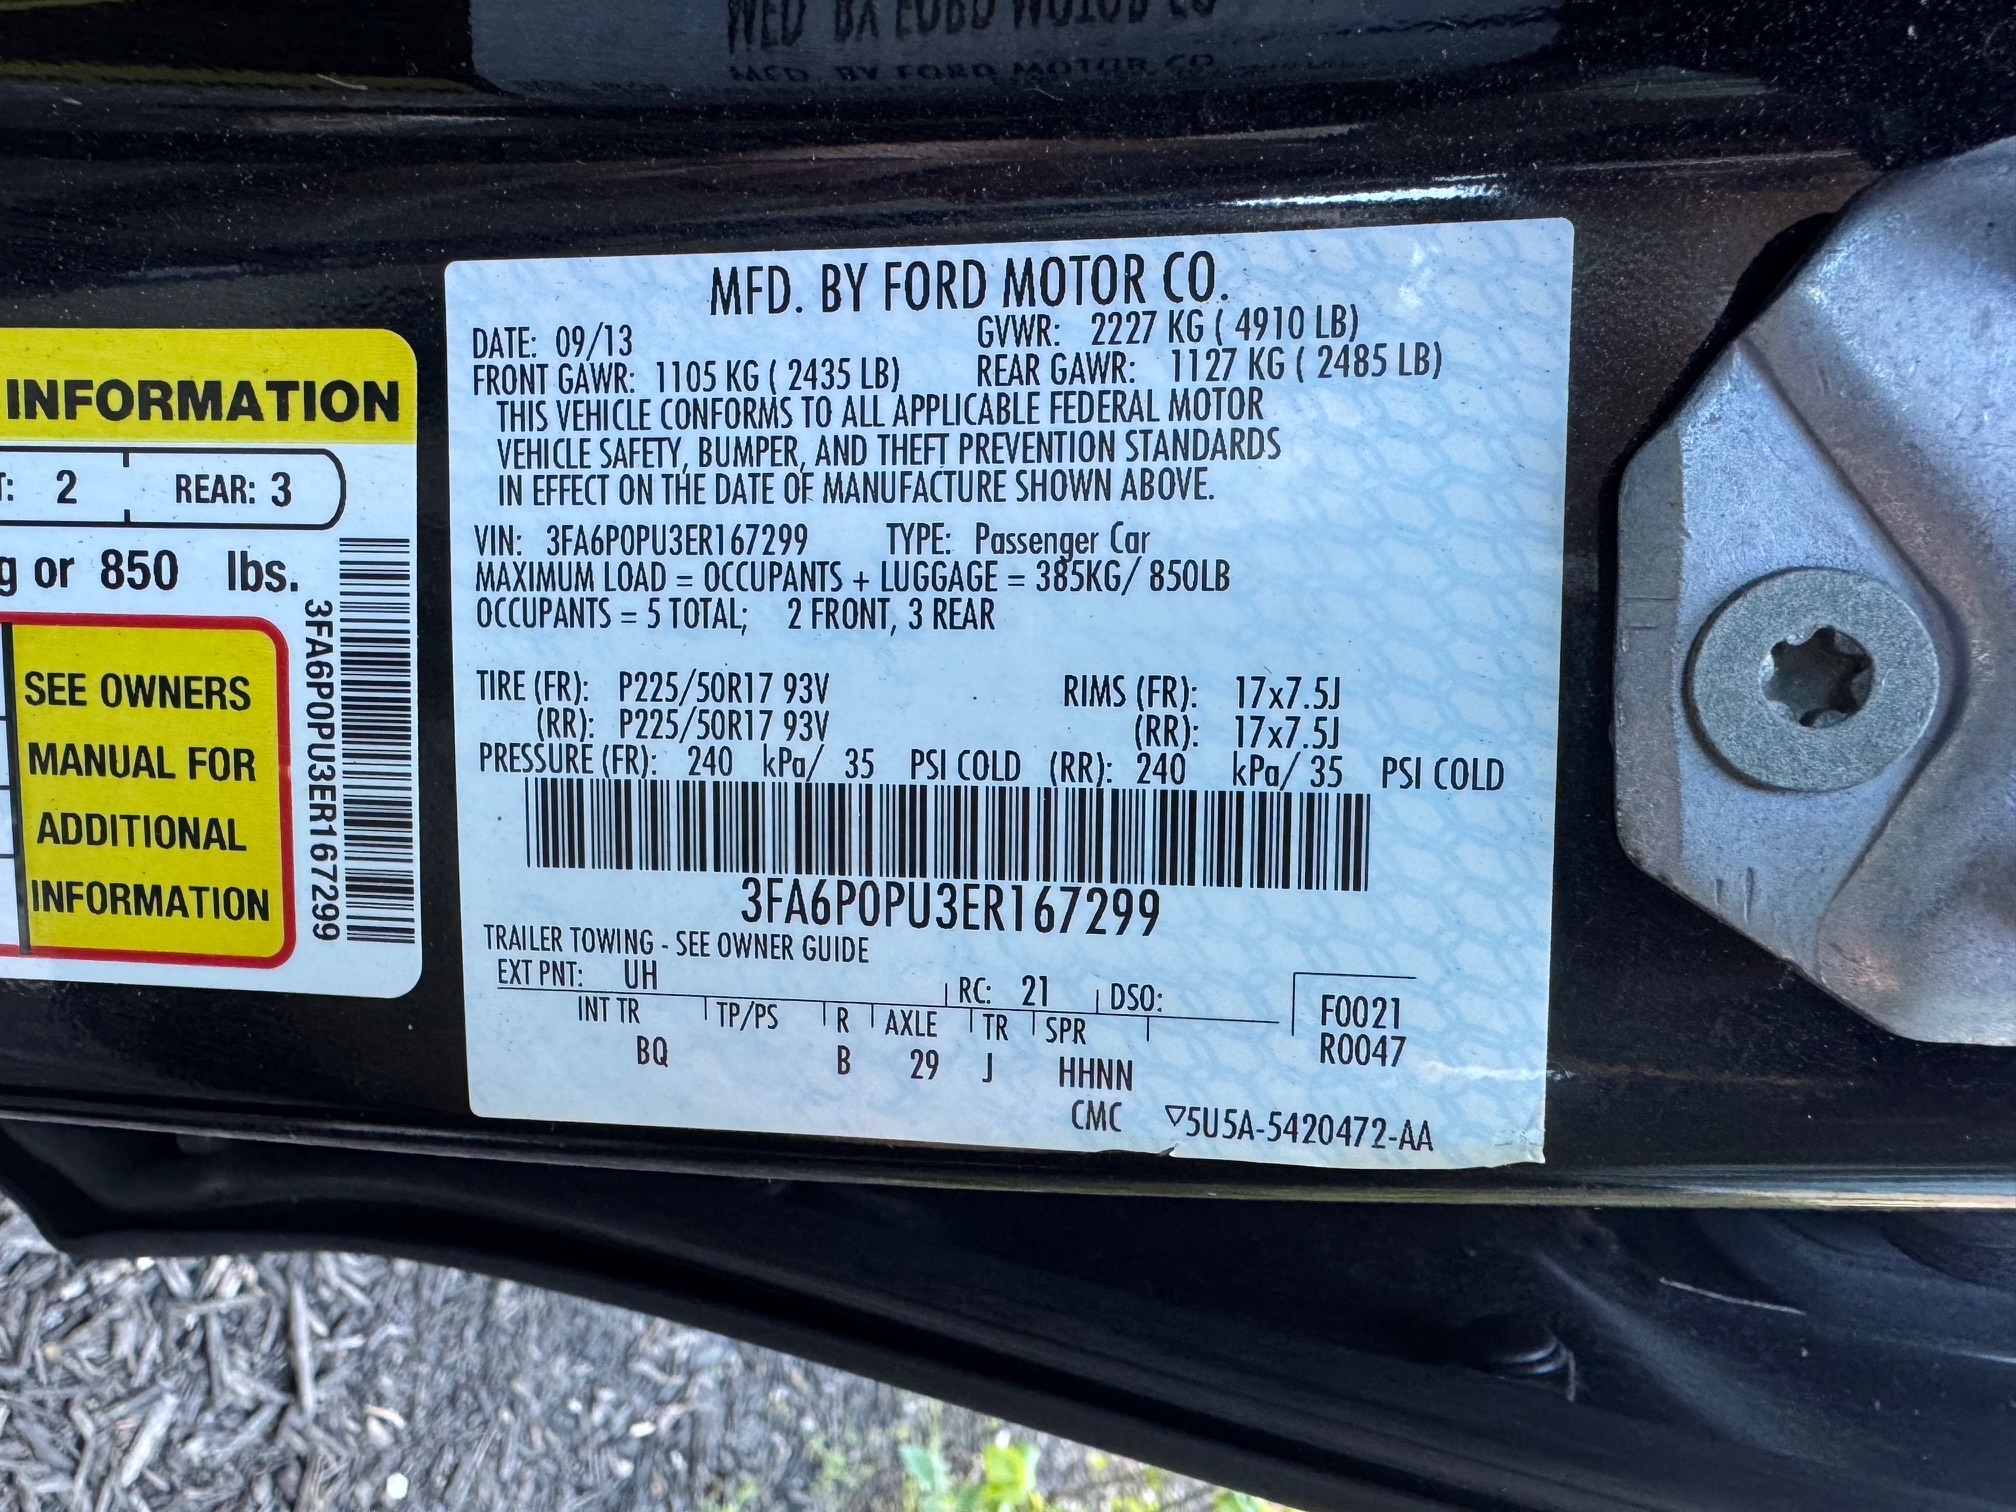 MFD. BY FORD MOTOR CO.
DATE: 09/13 GVWR: 2227 KG ( 4910 LB)
FRONT GAWR: 1105 KG ( 2435 LB) REAR GAWR: 1127 KG ( 2485 LB)
THIS VEHICLE CONFORMS TO ALL APPLICABLE FEDERAL MOTOR
VEHICLE SAFETY, BUMPER, AND THEFT PREVENTION STANDARDS
IN EFFECT ON THE DATE OF MANUFACTURE SHOWN ABOVE.
VIN: 3FA6P0PU3ER167299 TYPE: Passenger Car
MAXIMUM LOAD = OCCUPANTS + LUGGAGE = 385KG/ 850LB
OCCUPANTS = 5 TOTAL; 2 FRONT, 3 REAR
TIRE (FR): P225/50R17 93V RIMS (FR): 17x7.5J
(RR): P225/50R17 93V (RR): 17x7.5J
PRESSURE (FR): 240 kPa/ 35 PSI COLD (RR): 240 kPa/ 35 PSI COLD
3FA6P0PU3ER167299
TRAILER TOWING - SEE OWNER GUIDE
EXT PNT: UH RC: 21 DSO:
INT TR TP/PS R AXLE TR SPR
BQ B 29 J HHNN
F0021
R0047
CMC ▽5U5A-5420472-AA
INFORMATION
T: 2 REAR: 3
g or 850 lbs.
SEE OWNERS
MANUAL FOR
ADDITIONAL
INFORMATION
3FA6P0PU3ER167299